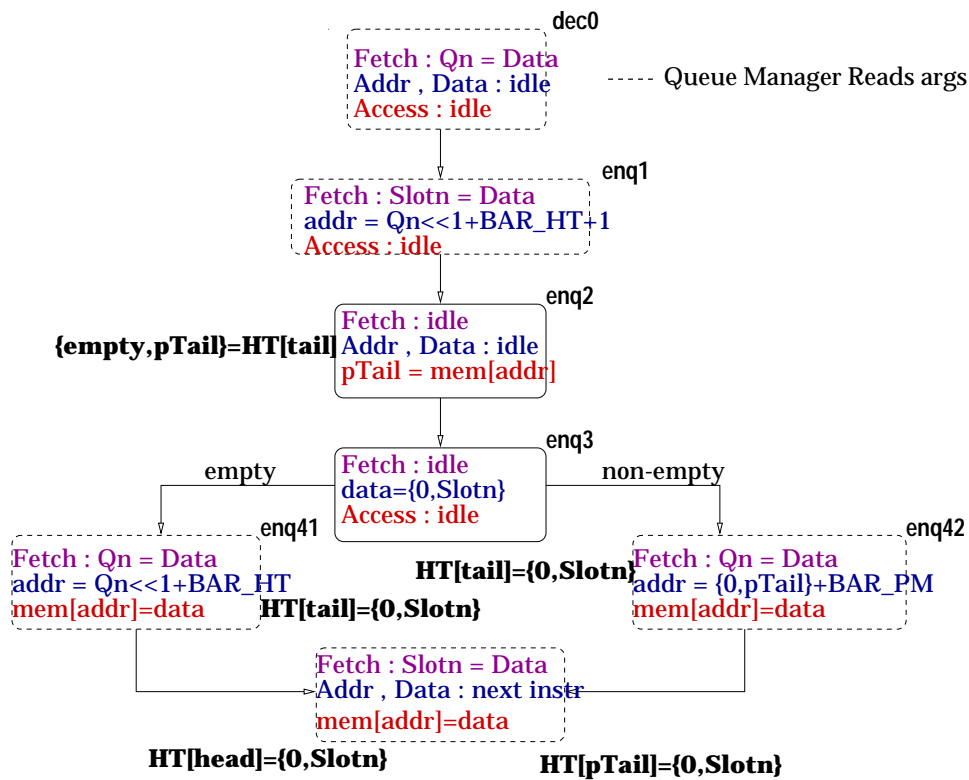 dec0
Fetch : Qn = Data
Addr , Data : idle
Access : idle
Queue Manager Reads args
enq1
Fetch : Slotn = Data
addr = Qn<<1+BAR_HT+1
Access : idle
enq2
Fetch : idle
{empty,pTail}=HT[tail]
Addr , Data : idle
pTail = mem[addr]
enq3
Fetch : idle
data={0,Slotn}
Access : idle
empty
non-empty
enq41
Fetch : Qn = Data
addr = Qn<<1+BAR_HT
mem[addr]=data
HT[tail]={0,Slotn}
enq42
HT[tail]={0,Slotn}
Fetch : Qn = Data
addr = {0,pTail}+BAR_PM
mem[addr]=data
Fetch : Slotn = Data
Addr , Data : next instr
mem[addr]=data
HT[head]={0,Slotn}
HT[pTail]={0,Slotn}